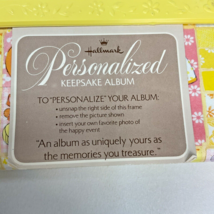 Hallmark
Personalized
KEEPSAKE ALBUM
TO "PERSONALIZE" YOUR ALBUM:
• unsnap the right side of this frame
• remove the picture shown
• insert your own favorite photo of
the happy event
"An album as uniquely yours as
the memories you treasure."